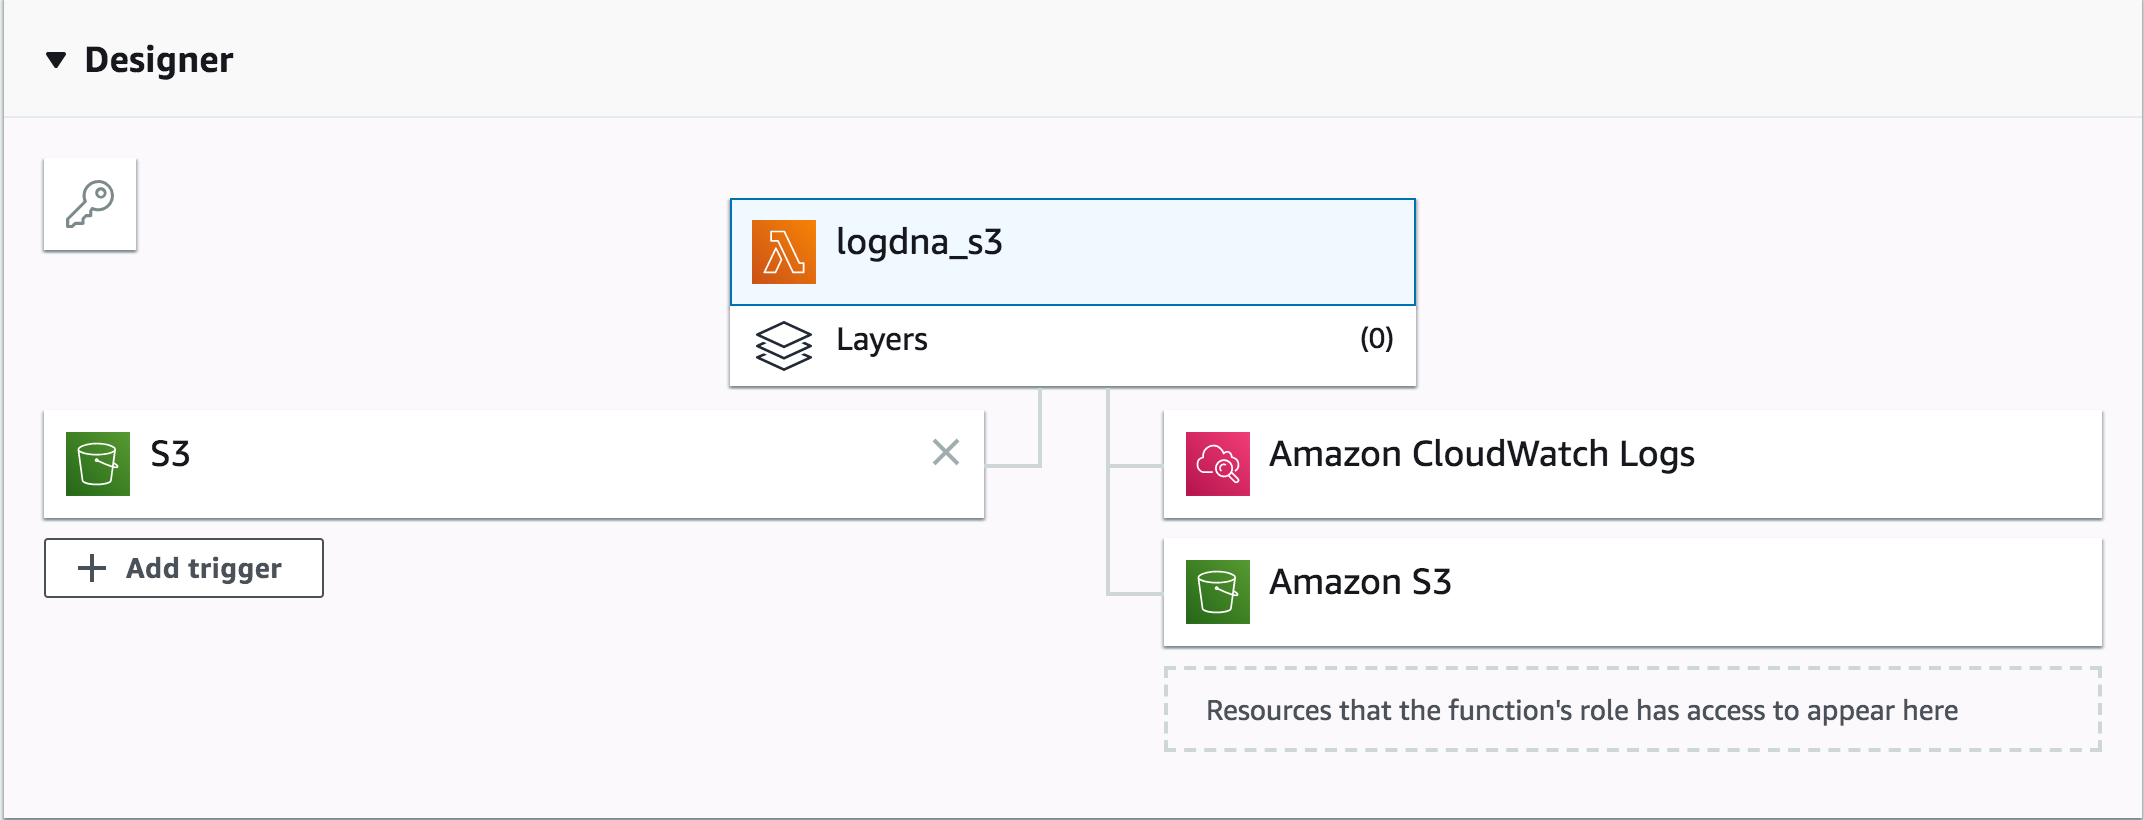 Designer
logdna_s3
Layers (0)
S3
Add trigger
Amazon CloudWatch Logs
Amazon S3
Resources that the function's role has access to appear here